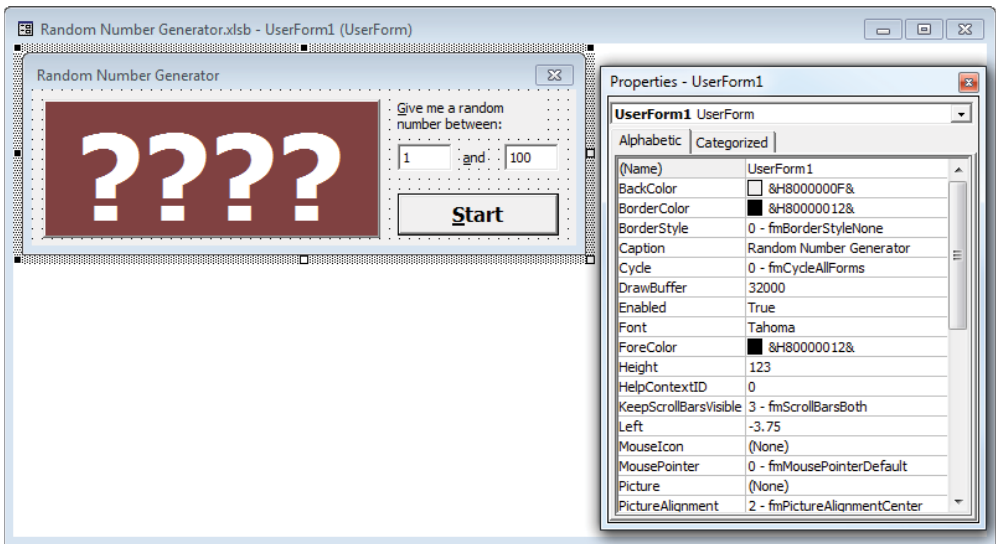 Random Number Generator.xlsb - UserForm1 (UserForm)
Random Number Generator
????
Give me a random
number between:
1 and 100
Start
Properties - UserForm1
UserForm1 UserForm
Alphabetic Categorized
(Name) UserForm1
BackColor &H8000000F&
BorderColor &H80000012&
BorderStyle 0 - fmBorderStyleNone
Caption Random Number Generator
Cycle 0 - fmCycleAllForms
DrawBuffer 32000
Enabled True
Font Tahoma
ForeColor &H80000012&
Height 123
HelpContextID 0
KeepScrollBarsVisible 3 - fmScrollBarsBoth
Left -3.75
MouseIcon (None)
MousePointer 0 - fmMousePointerDefault
Picture (None)
PictureAlignment 2 - fmPictureAlignmentCenter